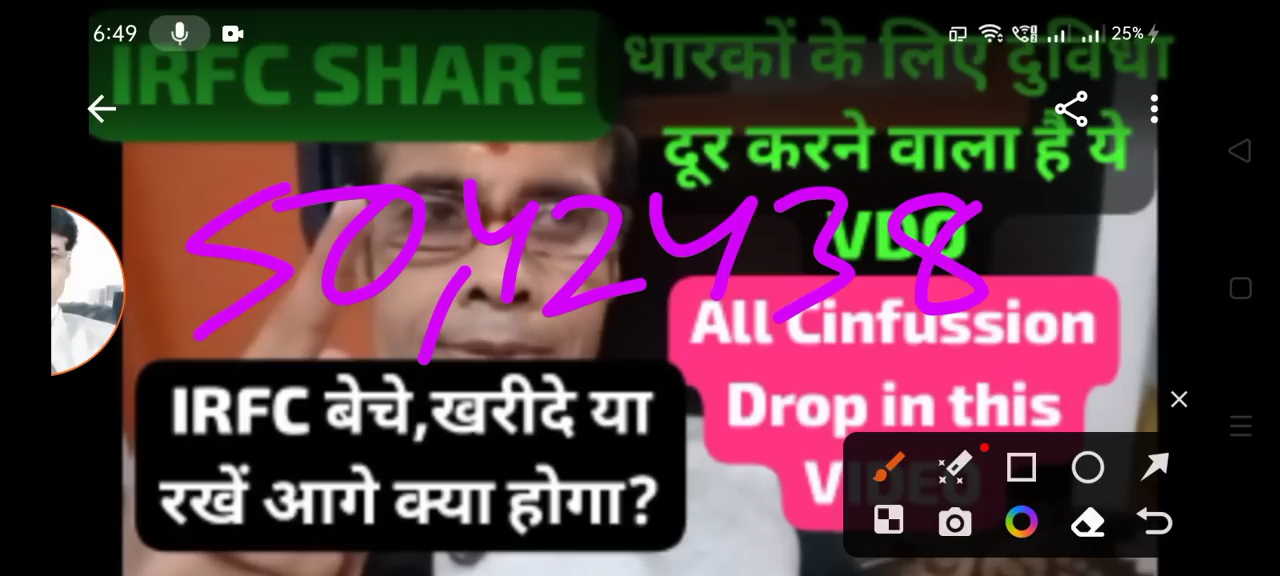 6:49
25%
IRFC SHARE
धारकों के लिए दुविधा
दूर करने वाला है ये
VDO
50,42438
All Cinfussion
Drop in this
VIDEO
IRFC बेचे,खरीदे या
रखें आगे क्या होगा?